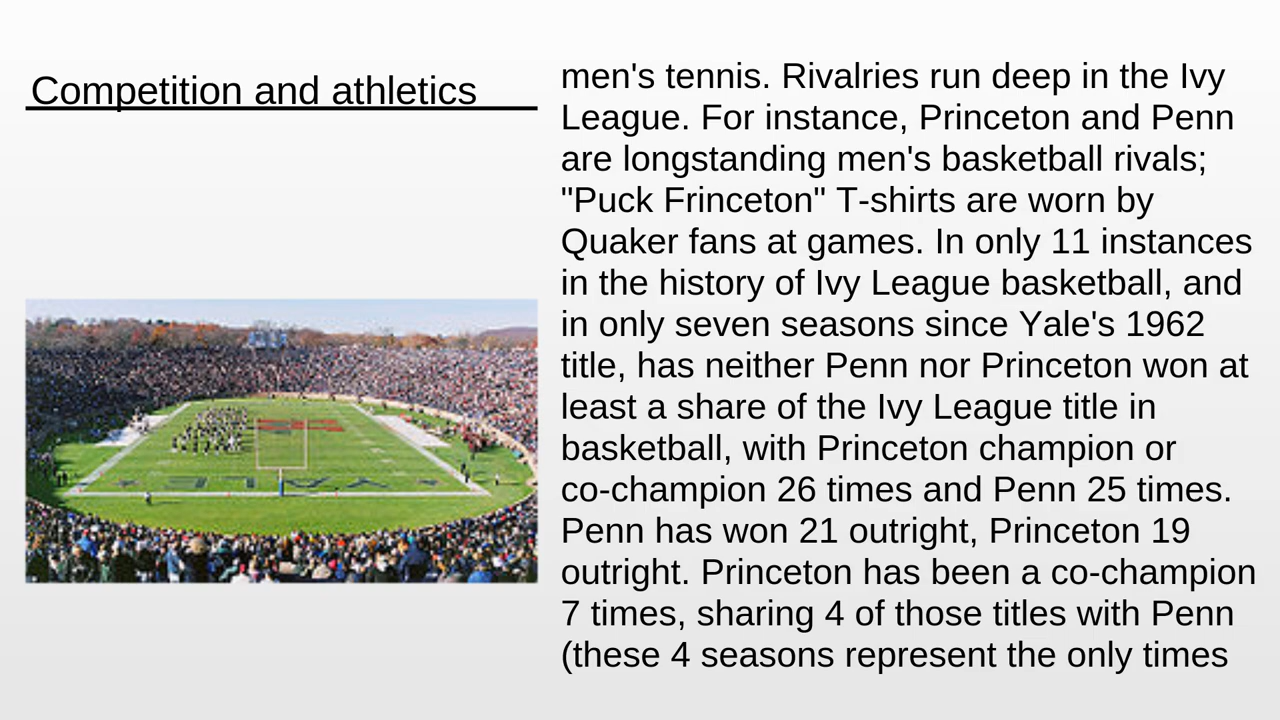 Competition and athletics
men's tennis. Rivalries run deep in the Ivy
League. For instance, Princeton and Penn
are longstanding men's basketball rivals;
"Puck Frinceton" T-shirts are worn by
Quaker fans at games. In only 11 instances
in the history of Ivy League basketball, and
in only seven seasons since Yale's 1962
title, has neither Penn nor Princeton won at
least a share of the Ivy League title in
basketball, with Princeton champion or
co-champion 26 times and Penn 25 times.
Penn has won 21 outright, Princeton 19
outright. Princeton has been a co-champion
7 times, sharing 4 of those titles with Penn
(these 4 seasons represent the only times
YALE